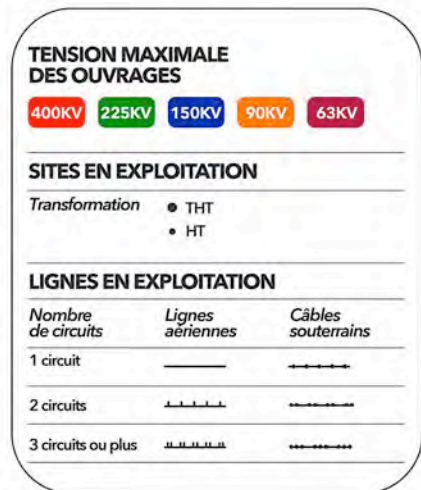 TENSION MAXIMALE
DES OUVRAGES
400KV 225KV 150KV 90KV 63KV
SITES EN EXPLOITATION
Transformation THT
HT
LIGNES EN EXPLOITATION
Nombre de circuits Lignes aériennes Câbles souterrains
1 circuit
2 circuits
3 circuits ou plus